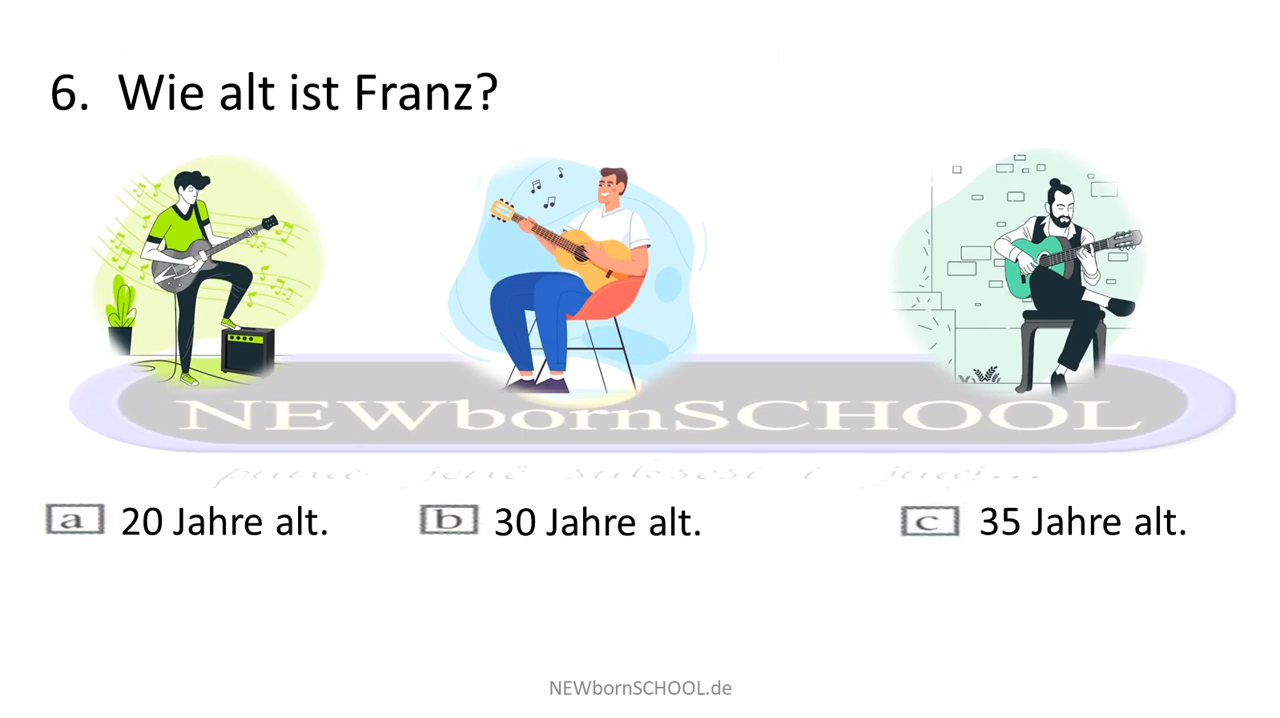 6. Wie alt ist Franz?
NEWbornSCHOOL
a 20 Jahre alt. b 30 Jahre alt. c 35 Jahre alt.
NEWbornSCHOOL.de